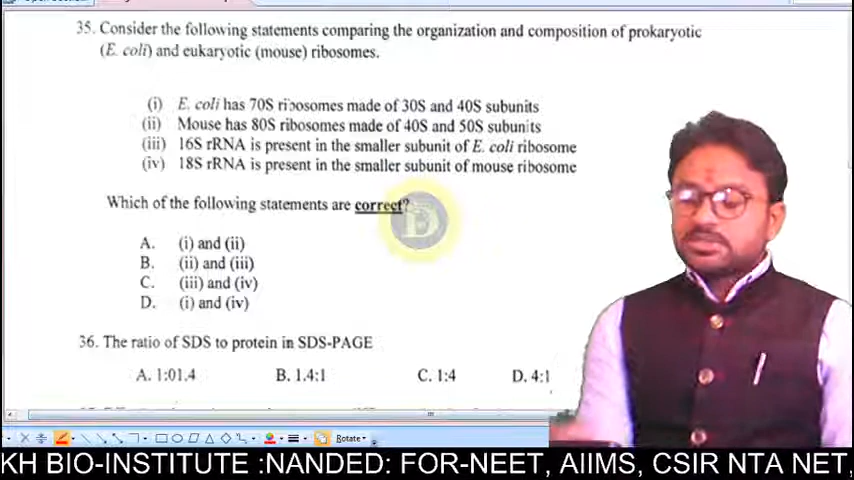 35. Consider the following statements comparing the organization and composition of prokaryotic
(E. coli) and eukaryotic (mouse) ribosomes.
(i) E. coli has 70S ribosomes made of 30S and 40S subunits
(ii) Mouse has 80S ribosomes made of 40S and 50S subunits
(iii) 16S rRNA is present in the smaller subunit of E. coli ribosome
(iv) 18S rRNA is present in the smaller subunit of mouse ribosome
Which of the following statements are correct?
A. (i) and (ii)
B. (ii) and (iii)
C. (iii) and (iv)
D. (i) and (iv)
36. The ratio of SDS to protein in SDS-PAGE
A. 1:01.4 B. 1.4:1 C. 1:4 D. 4:1
Rotate
KH BIO-INSTITUTE :NANDED: FOR-NEET, AIIMS, CSIR NTA NET,